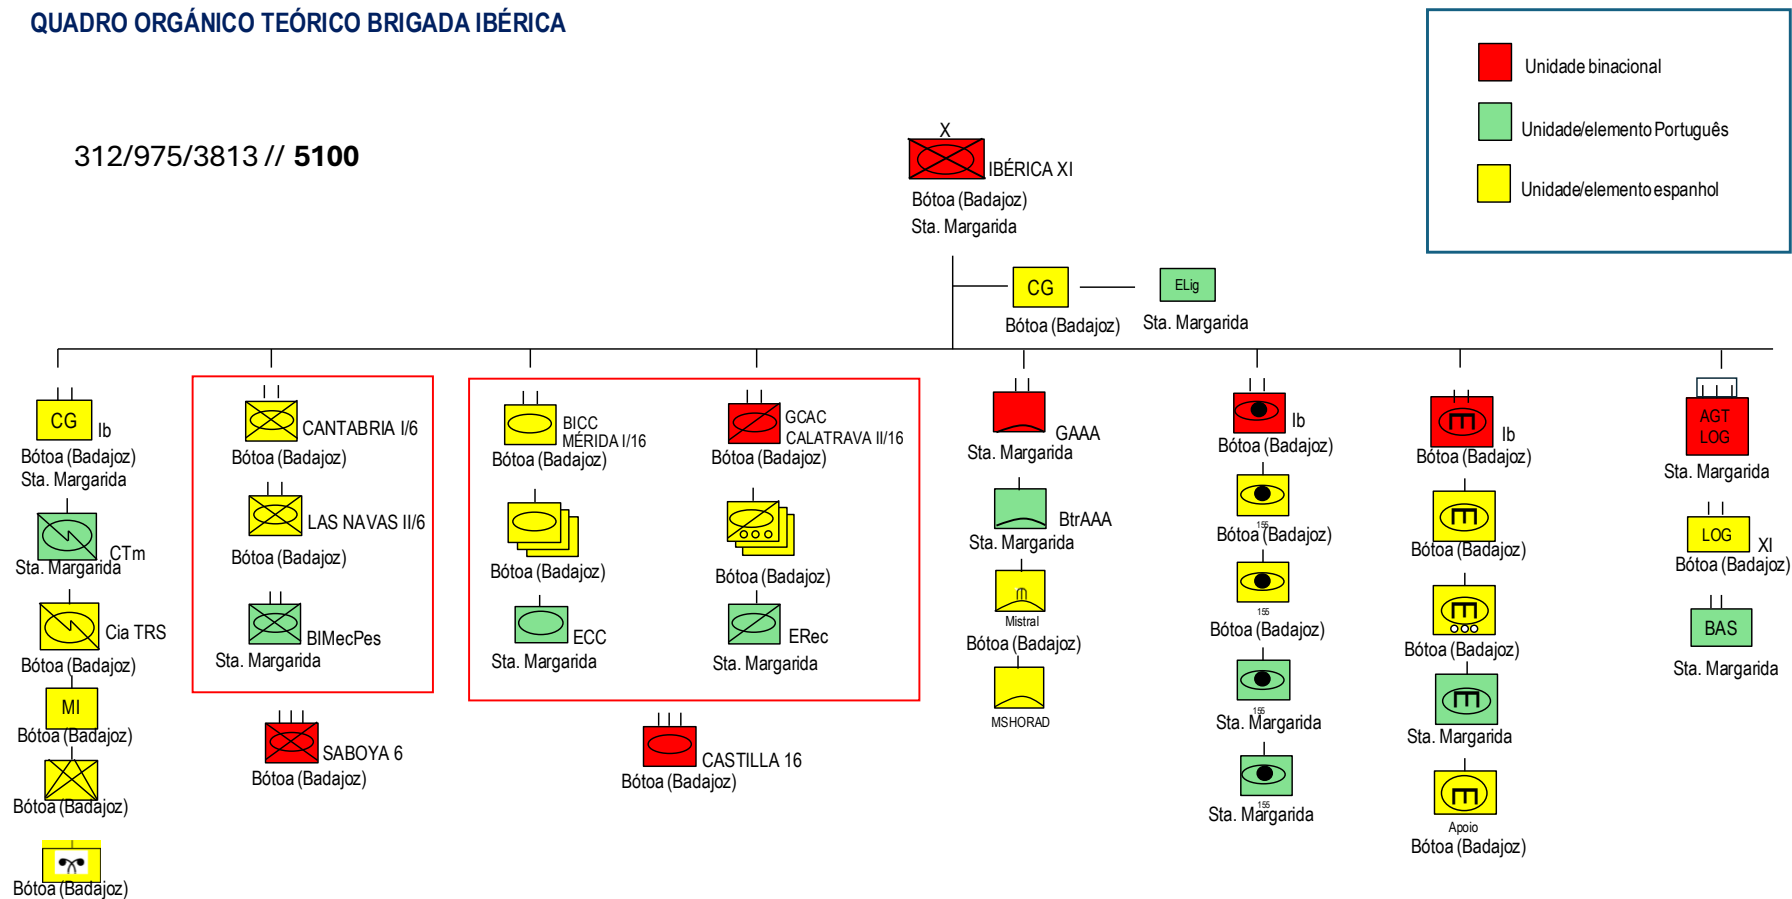 QUADRO ORGÁNICO TEÓRICO BRIGADA IBÉRICA
Unidade binacional
Unidade/elemento Português
Unidade/elemento espanhol
312/975/3813 // 5100
X
IBÉRICA XI
Bótoa (Badajoz)
Sta. Margarida
CG
Bótoa (Badajoz)
ELig
Sta. Margarida
CG
Ib
Bótoa (Badajoz)
Sta. Margarida
CTm
Sta. Margarida
Cia TRS
Bótoa (Badajoz)
MI
Bótoa (Badajoz)
Bótoa (Badajoz)
Bótoa (Badajoz)
CANTABRIA I/6
Bótoa (Badajoz)
LAS NAVAS II/6
Bótoa (Badajoz)
BIMecPes
Sta. Margarida
SABOYA 6
Bótoa (Badajoz)
BICC
MÉRIDA I/16
Bótoa (Badajoz)
Bótoa (Badajoz)
ECC
Sta. Margarida
GCAC
CALATRAVA II/16
Bótoa (Badajoz)
Bótoa (Badajoz)
ERec
Sta. Margarida
CASTILLA 16
Bótoa (Badajoz)
GAAA
Sta. Margarida
BtrAAA
Sta. Margarida
Mistral
Bótoa (Badajoz)
MSHORAD
Ib
Bótoa (Badajoz)
155
Bótoa (Badajoz)
155
Bótoa (Badajoz)
155
Sta. Margarida
155
Sta. Margarida
Ib
Bótoa (Badajoz)
Bótoa (Badajoz)
Bótoa (Badajoz)
Sta. Margarida
Apoio
Bótoa (Badajoz)
AGT
LOG
Sta. Margarida
LOG
XI
Bótoa (Badajoz)
BAS
Sta. Margarida